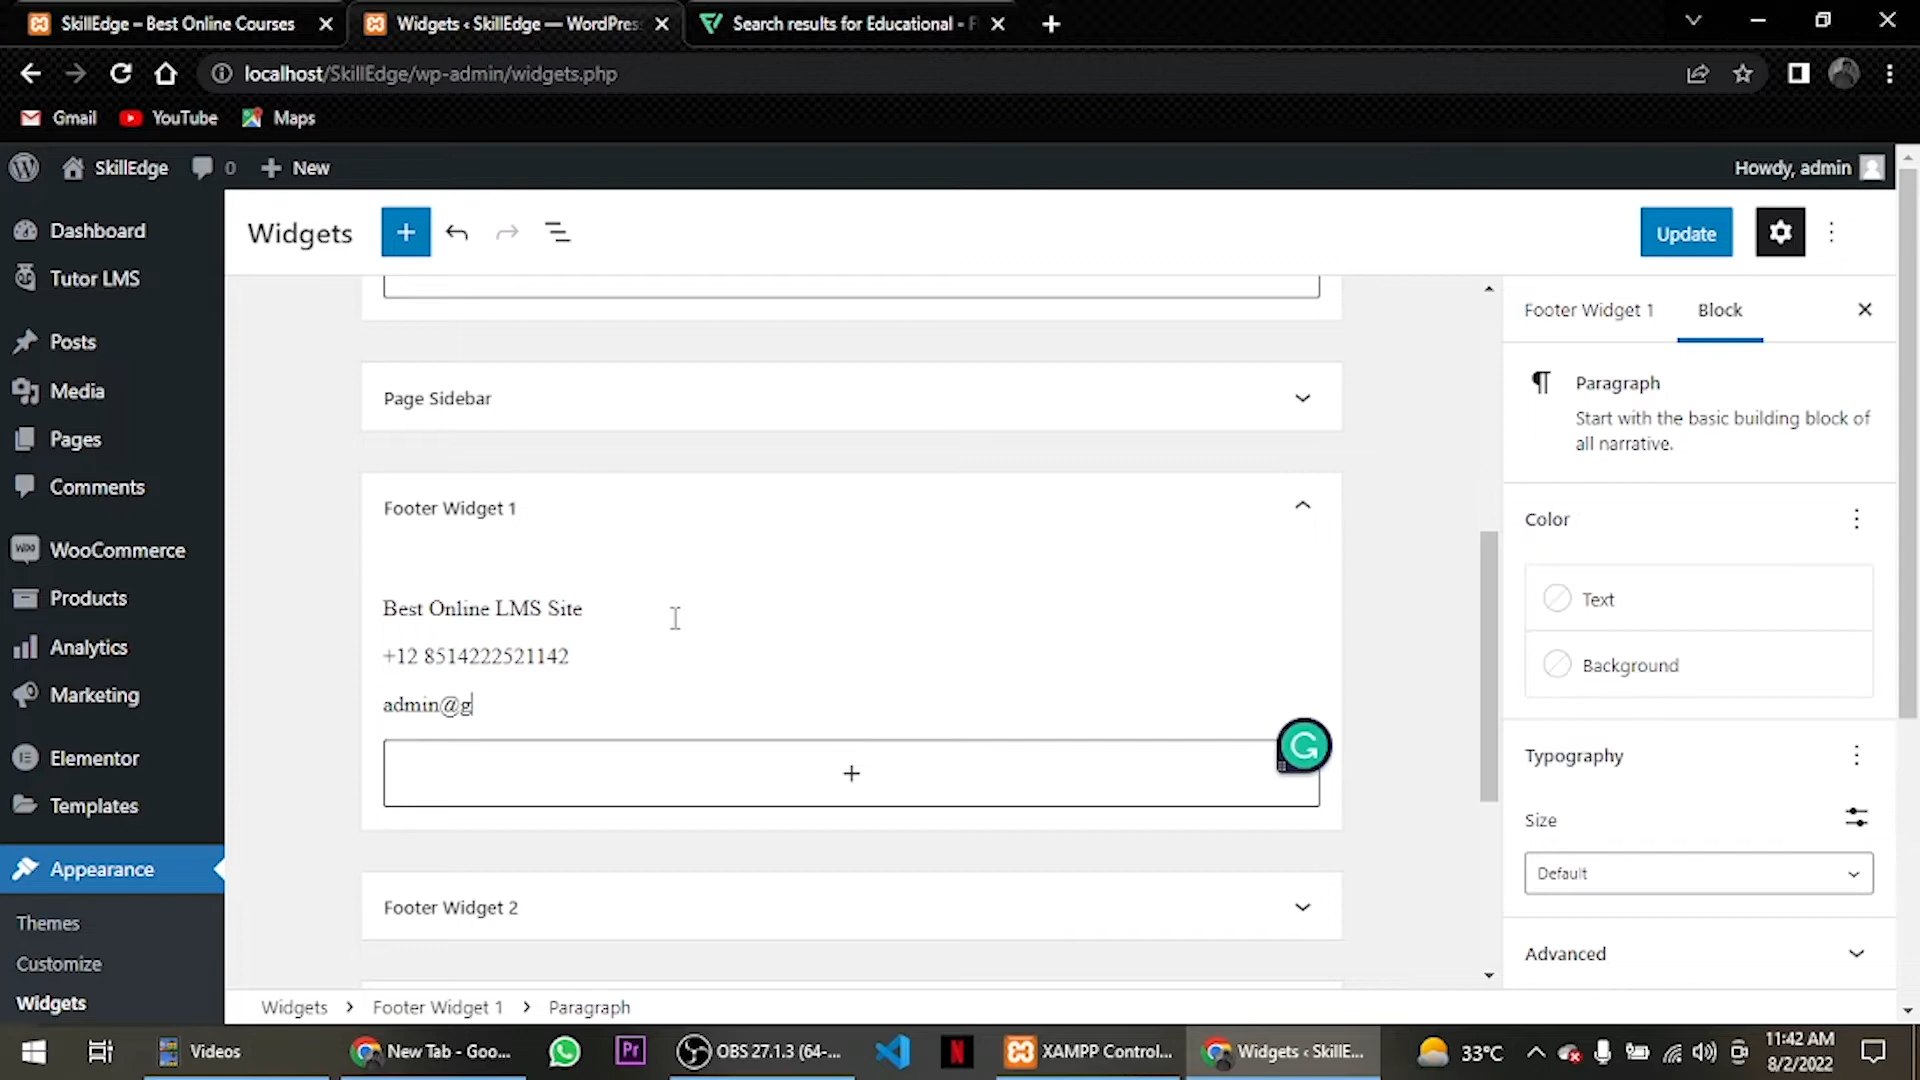 SkillEdge – Best Online Courses
Widgets ‹ SkillEdge — WordPres
Search results for Educational - F
localhost/SkillEdge/wp-admin/widgets.php
Gmail
YouTube
Maps
SkillEdge
0
New
Howdy, admin
Dashboard
Tutor LMS
Posts
Media
Pages
Comments
WooCommerce
Products
Analytics
Marketing
Elementor
Templates
Appearance
Themes
Customize
Widgets
Widgets
Update
Page Sidebar
Footer Widget 1
Best Online LMS Site
+12 8514222521142
admin@g
Footer Widget 2
Footer Widget 1
Block
Paragraph
Start with the basic building block of
all narrative.
Color
Text
Background
Typography
Size
Default
Advanced
Widgets > Footer Widget 1 > Paragraph
Videos
New Tab - Goo...
Pr
OBS 27.1.3 (64-...
XAMPP Control...
Widgets ‹ SkillE...
33°C
11:42 AM
8/2/2022